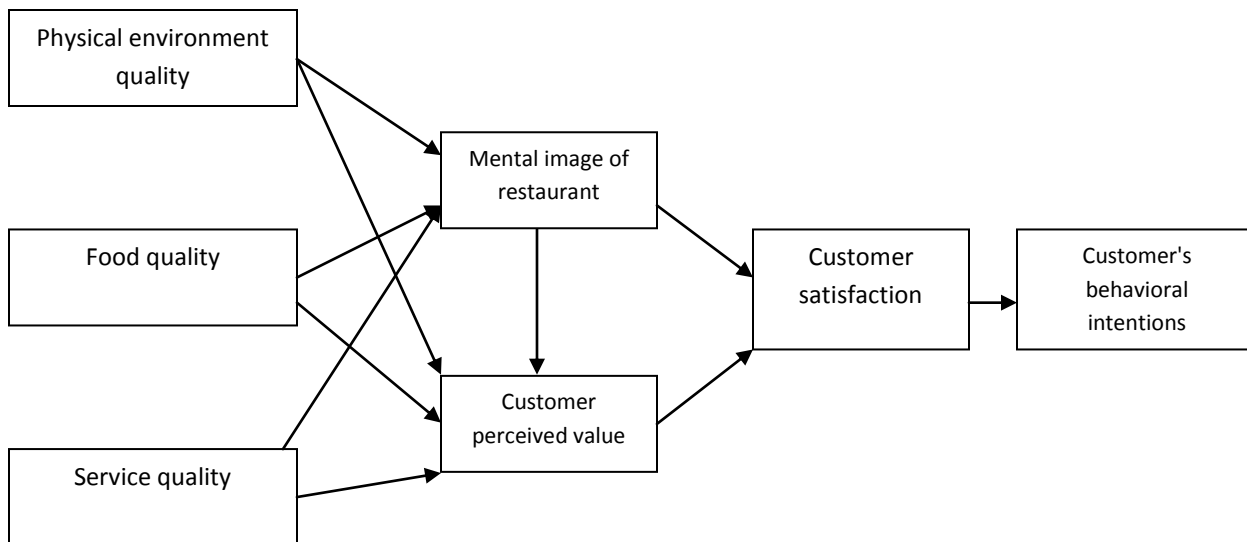 Physical environment
quality
Mental image of
restaurant
Food quality
Customer
satisfaction
Customer's
behavioral
intentions
Customer
perceived value
Service quality